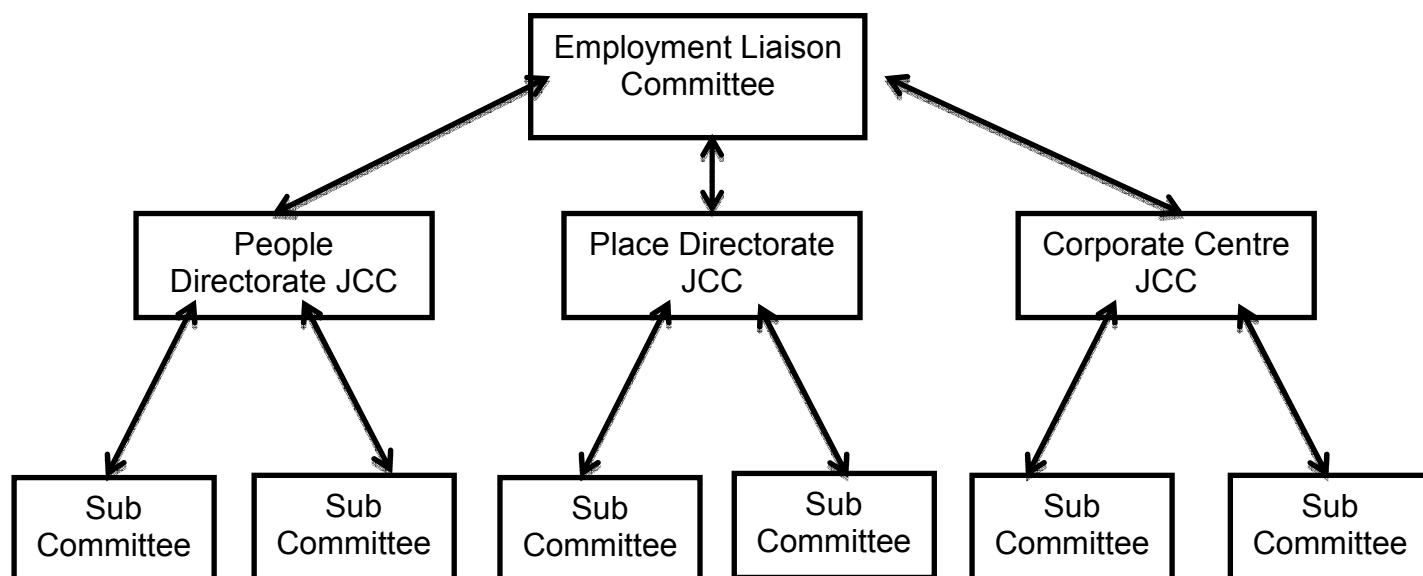 Employment Liaison
Committee
People
Directorate JCC
Place Directorate
JCC
Corporate Centre
JCC
Sub
Committee
Sub
Committee
Sub
Committee
Sub
Committee
Sub
Committee
Sub
Committee